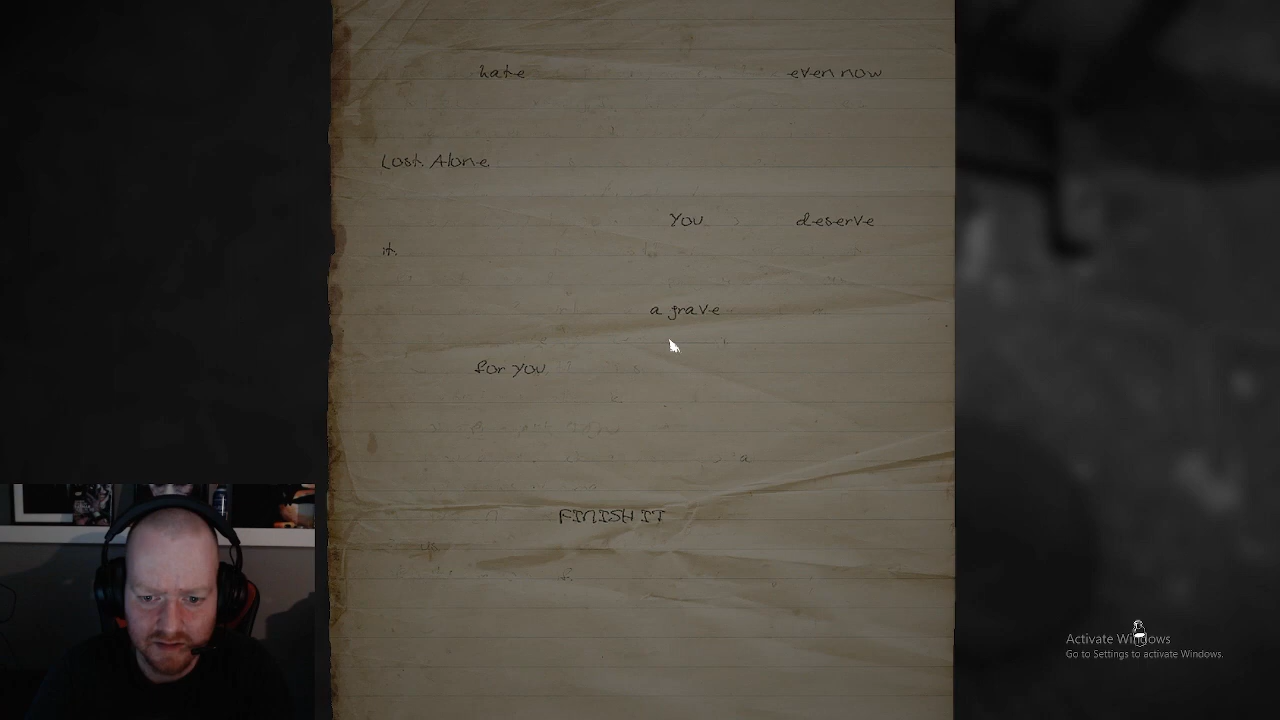 hate even now
Lost. Alone.
You deserve
it.
a grave
for you
a
FINISH IT
Activate Windows
Go to Settings to activate Windows.